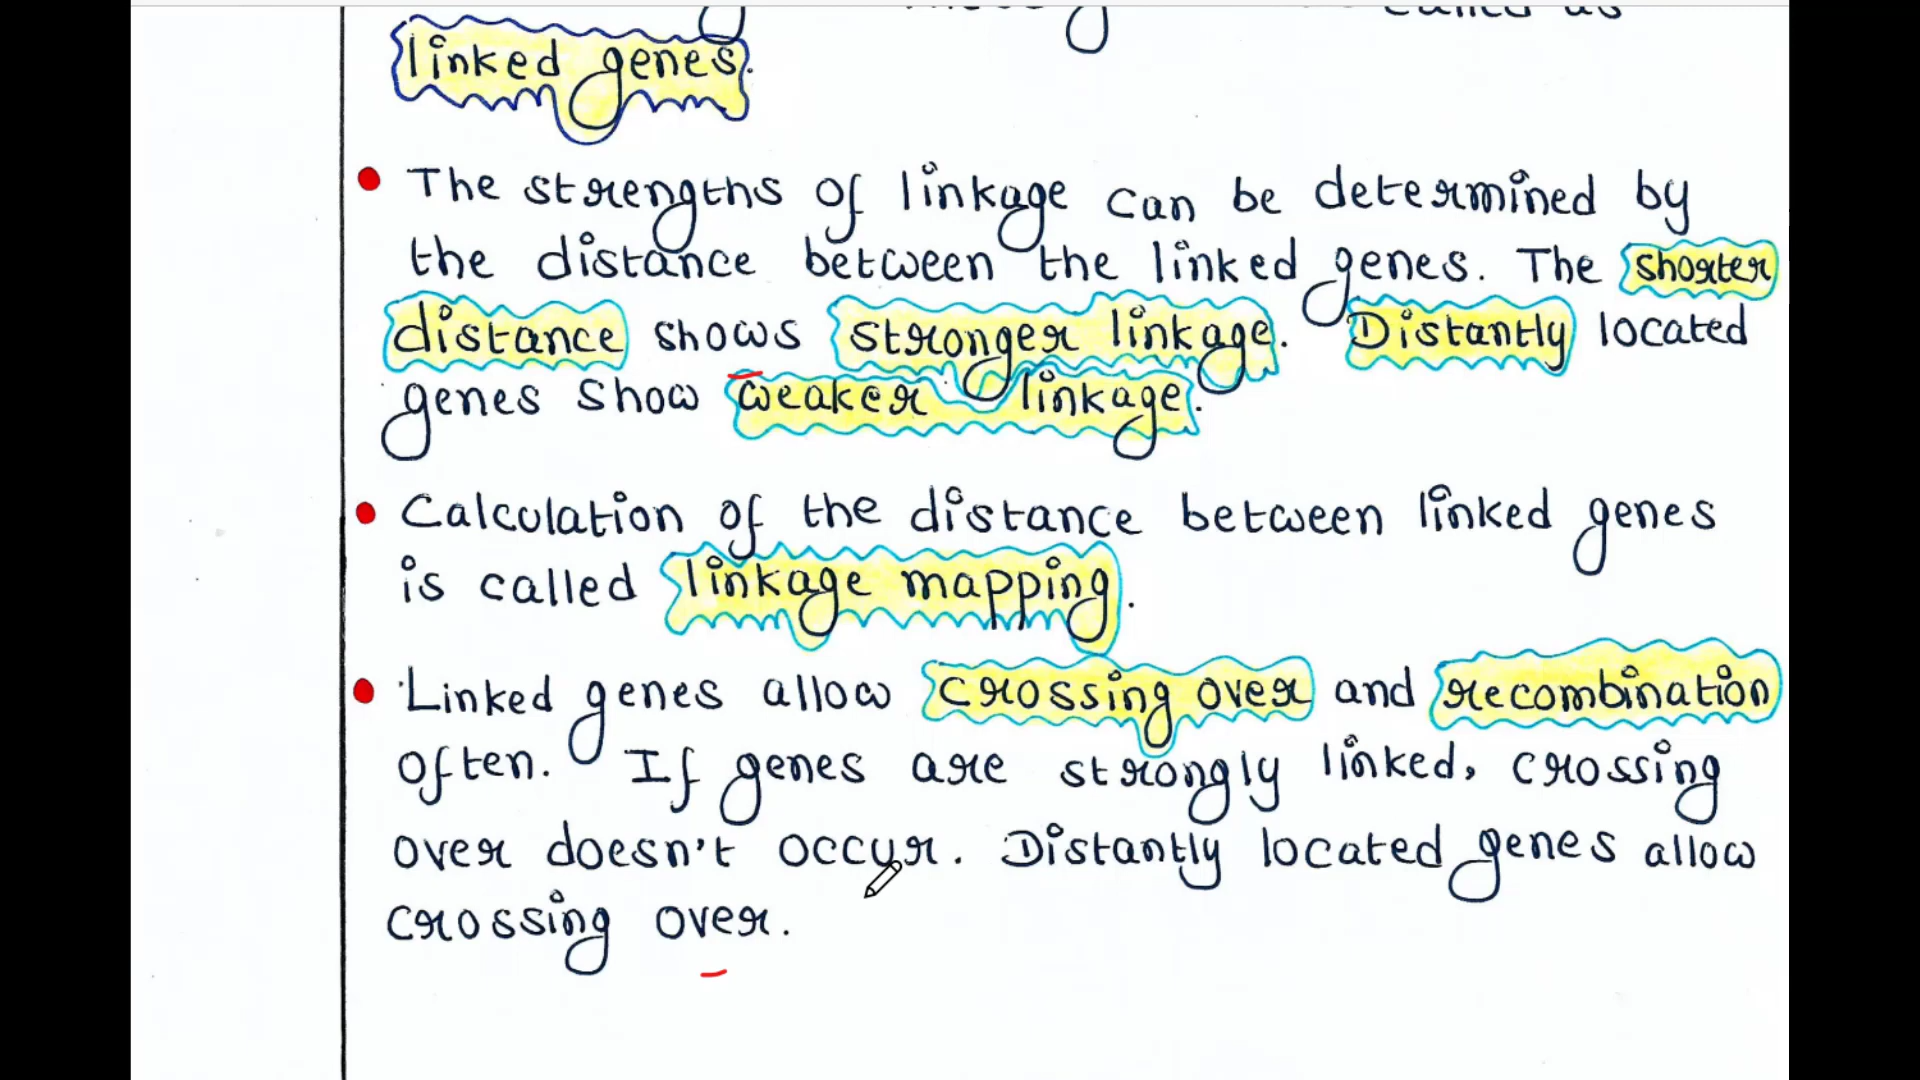 called as
linked genes.
The strengths of linkage can be determined by
the distance between the linked genes. The shorter
distance shows stronger linkage. Distantly located
genes show weaker linkage.
Calculation of the distance between linked genes
is called linkage mapping.
Linked genes allow crossing over and recombination
often. If genes are strongly linked, crossing
over doesn't occur. Distantly located genes allow
crossing over.